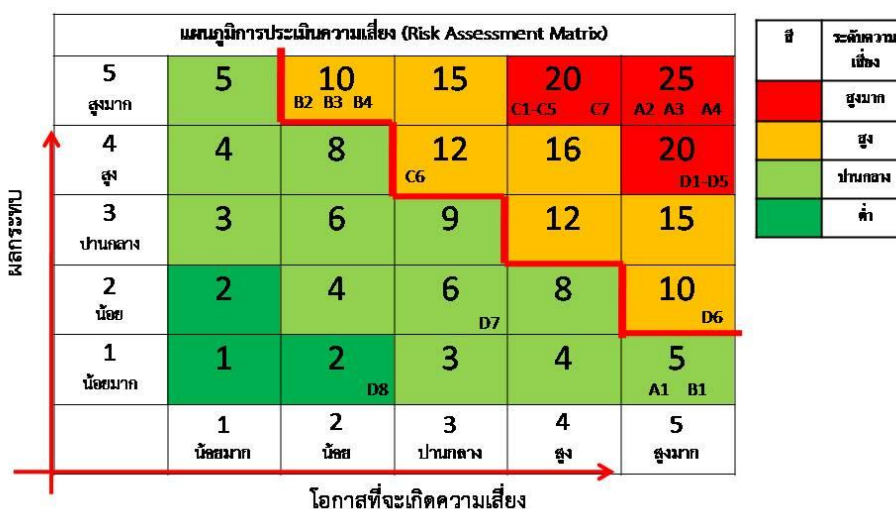 แผนภูมิการประเมินความเสี่ยง (Risk Assessment Matrix)
5 5 10 15 20 25
สูงมาก B2 B3 B4 C1-C5 C7 A2 A3 A4
4 4 8 12 16 20
สูง C6 D1-D5
3 3 6 9 12 15
ปานกลาง
2 2 4 6 8 10
น้อย D7 D6
1 1 2 3 4 5
น้อยมาก D8 A1 B1
1 2 3 4 5
น้อยมาก น้อย ปานกลาง สูง สูงมาก
ผลกระทบ
โอกาสที่จะเกิดความเสี่ยง
สี ระดับความ
เสี่ยง
สูงมาก
สูง
ปานกลาง
ต่ำ